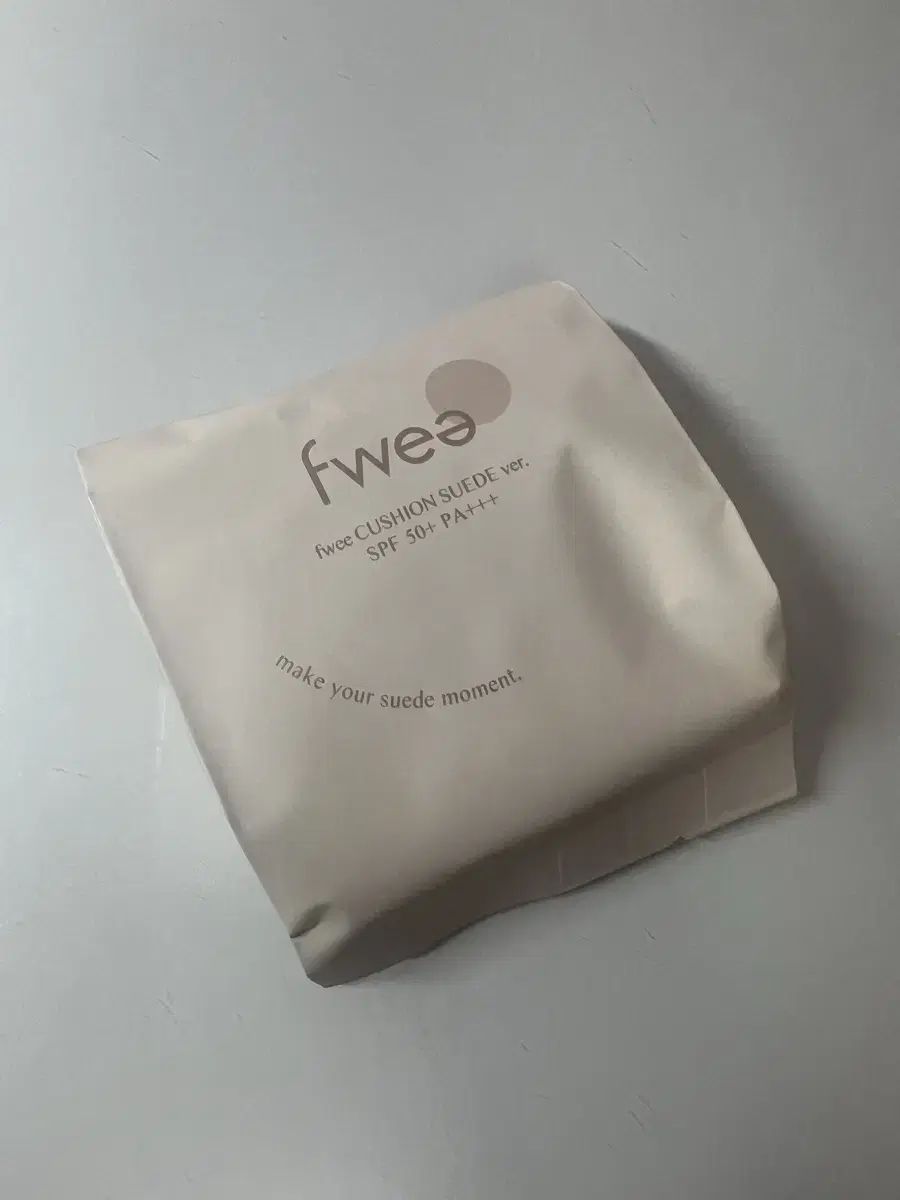 fwee
fwee CUSHION SUEDE ver.
SPF 50+ PA+++
make your suede moment.